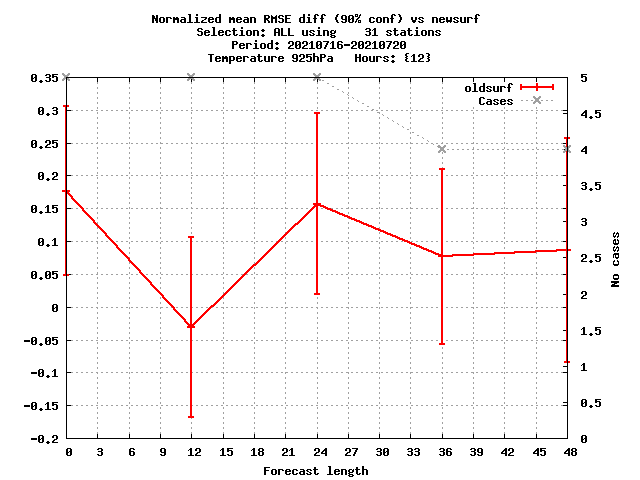 Normalized mean RMSE diff (90% conf) vs newsurf
Selection: ALL using    31 stations
Period: 20210716-20210720
Temperature 925hPa   Hours: {12}
oldsurf
Cases
0.35
0.3
0.25
0.2
0.15
0.1
0.05
0
-0.05
-0.1
-0.15
-0.2
5
4.5
4
3.5
3
2.5
2
1.5
1
0.5
0
No cases
0 3 6 9 12 15 18 21 24 27 30 33 36 39 42 45 48
Forecast length